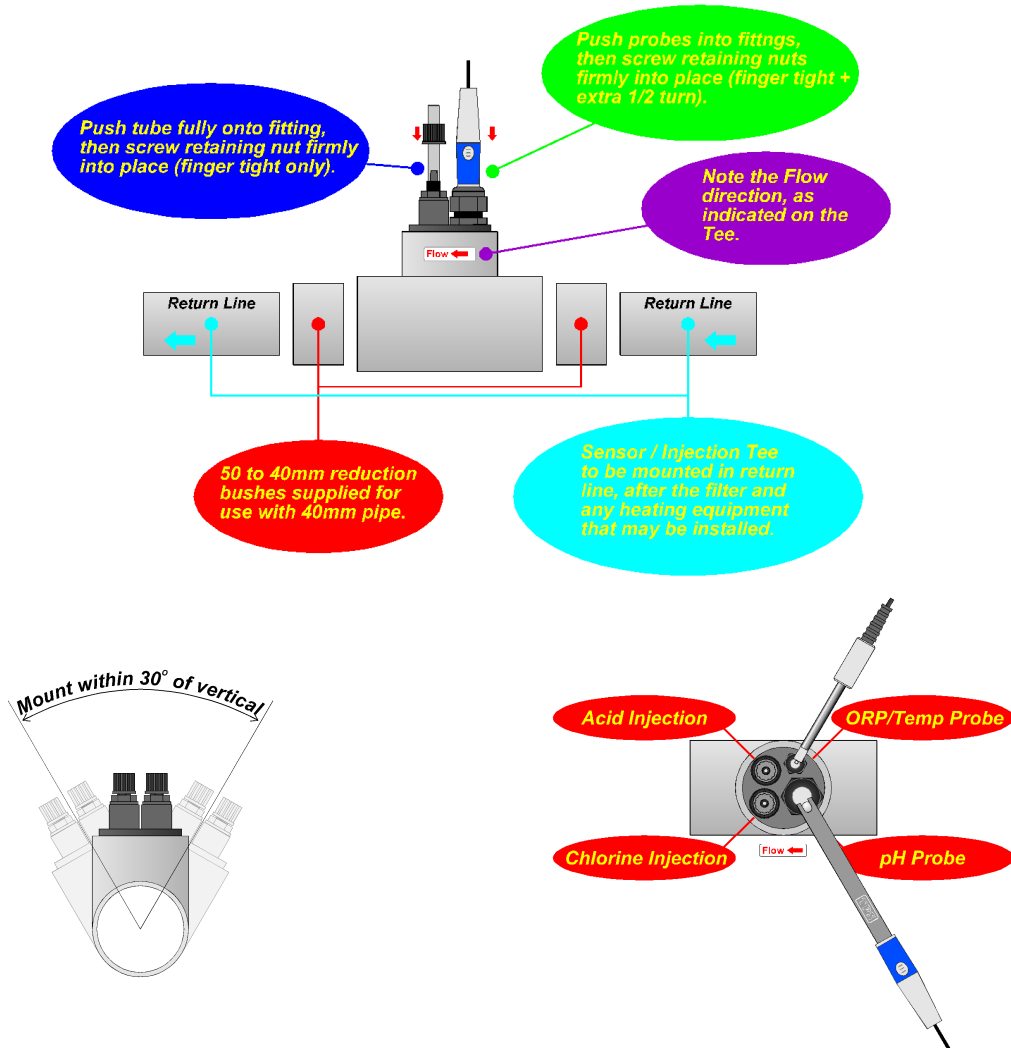 Push probes into fittngs,
then screw retaining nuts
firmly into place (finger tight +
extra 1/2 turn).
Push tube fully onto fitting,
then screw retaining nut firmly
into place (finger tight only).
Note the Flow
direction, as
indicated on the
Tee.
Flow
Return Line
Return Line
50 to 40mm reduction
bushes supplied for
use with 40mm pipe.
Sensor / Injection Tee
to be mounted in return
line, after the filter and
any heating equipment
that may be installed.
Mount within 30° of vertical
Acid Injection
ORP/Temp Probe
Chlorine Injection
Flow
pH Probe